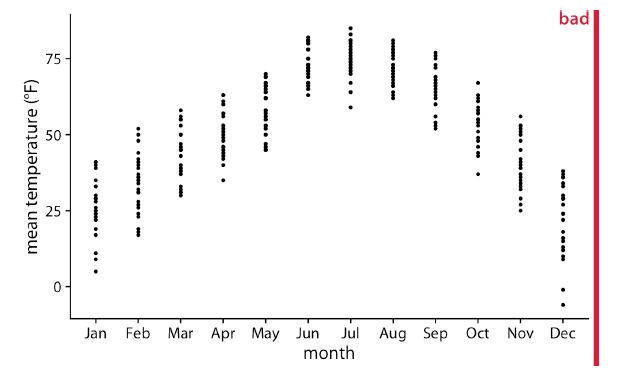 bad
mean temperature (°F)
75
50
25
0
Jan Feb Mar Apr May Jun Jul Aug Sep Oct Nov Dec
month